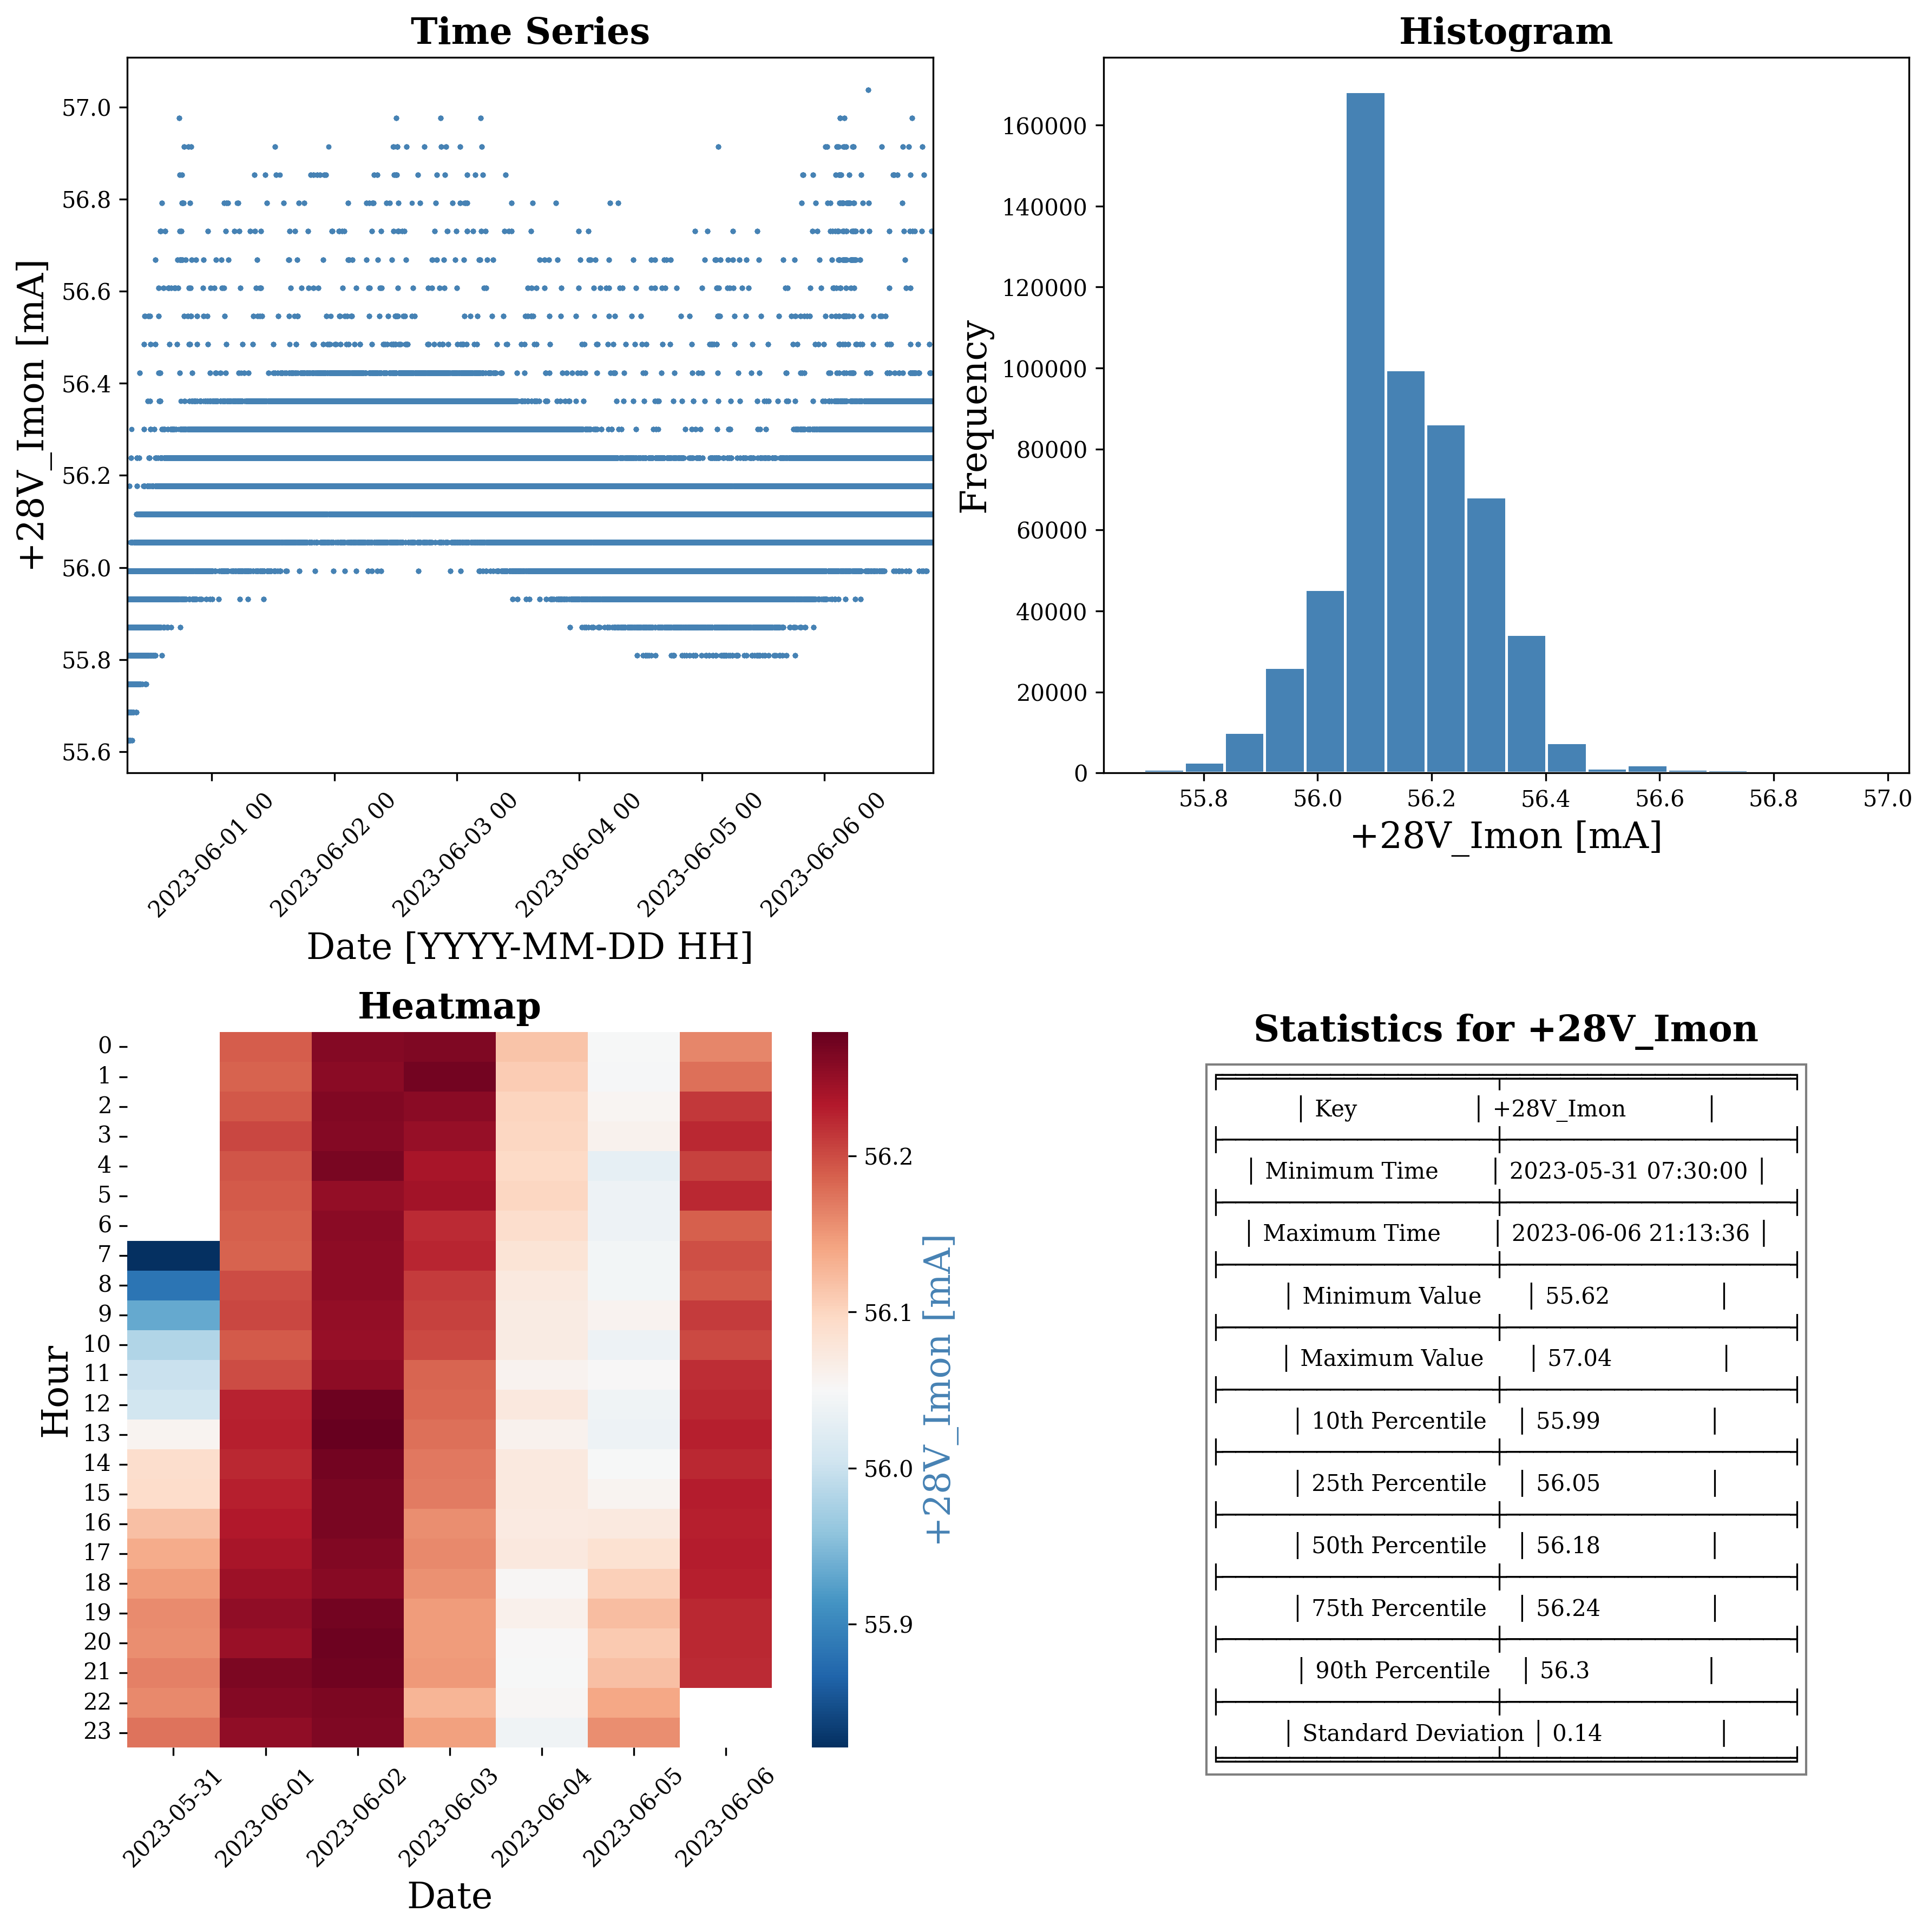 Time Series
+28V_Imon [mA]
57.0
56.8
56.6
56.4
56.2
56.0
55.8
55.6
2023-06-01 00
2023-06-02 00
2023-06-03 00
2023-06-04 00
2023-06-05 00
2023-06-06 00
Date [YYYY-MM-DD HH]
Histogram
Frequency
160000
140000
120000
100000
80000
60000
40000
20000
0
55.8 56.0 56.2 56.4 56.6 56.8 57.0
+28V_Imon [mA]
Heatmap
Hour
0
1
2
3
4
5
6
7
8
9
10
11
12
13
14
15
16
17
18
19
20
21
22
23
2023-05-31
2023-06-01
2023-06-02
2023-06-03
2023-06-04
2023-06-05
2023-06-06
Date
56.2
56.1
56.0
55.9
+28V_Imon [mA]
Statistics for +28V_Imon
Key +28V_Imon
Minimum Time 2023-05-31 07:30:00
Maximum Time 2023-06-06 21:13:36
Minimum Value 55.62
Maximum Value 57.04
10th Percentile 55.99
25th Percentile 56.05
50th Percentile 56.18
75th Percentile 56.24
90th Percentile 56.3
Standard Deviation 0.14